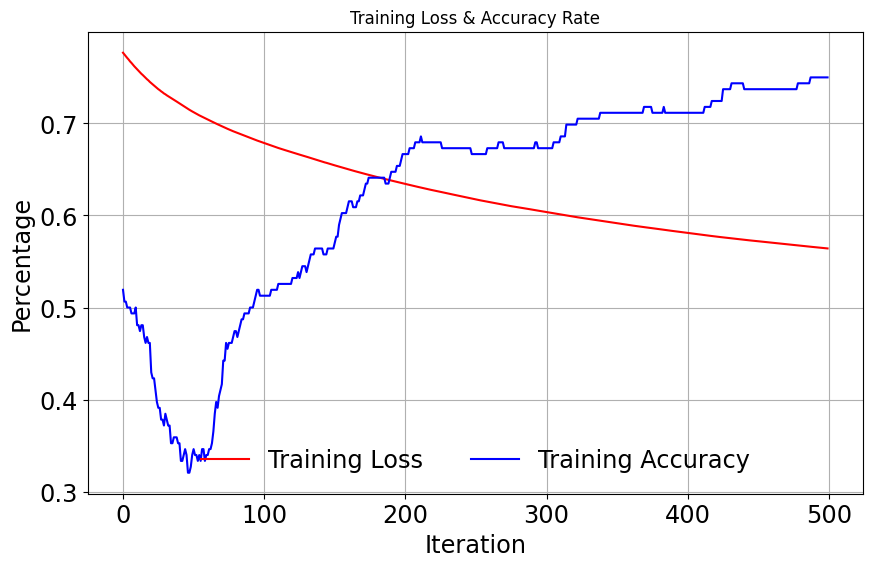 Training Loss & Accuracy Rate
Percentage
0.7
0.6
0.5
0.4
0.3
Training Loss Training Accuracy
0 100 200 300 400 500
Iteration